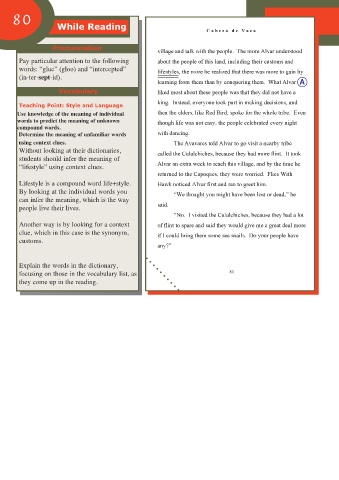 80
While Reading
Pronunciation
Pay particular attention to the following
words: "glue" (gloo) and "intercepted"
(in-ter-sept-id).
Vocabulary
Teaching Point: Style and Language
Use knowledge of the meaning of individual
words to predict the meaning of unknown
compound words.
Determine the meaning of unfamiliar words
using context clues.
Without looking at their dictionaries,
students should infer the meaning of
"lifestyle" using context clues.
Lifestyle is a compound word life+style.
By looking at the individual words you
can infer the meaning, which is the way
people live their lives.
Another way is by looking for a context
clue, which in this case is the synonym,
customs.
Explain the words in the dictionary,
focusing on those in the vocabulary list, as
they come up in the reading.
Cabeza de Vaca
village and talk with the people. The more Alvar understood
about the people of this land, including their customs and
lifestyles, the more he realized that there was more to gain by
learning from them than by conquering them. What Alvar A
liked most about these people was that they did not have a
king. Instead, everyone took part in making decisions, and
then the elders, like Red Bird, spoke for the whole tribe. Even
though life was not easy, the people celebrated every night
with dancing.
The Avavares told Alvar to go visit a nearby tribe
called the Cutalchiches, because they had more flint. It took
Alvar an extra week to reach this village, and by the time he
returned to the Capoques, they were worried. Flies With
Hawk noticed Alvar first and ran to greet him.
"We thought you might have been lost or dead," he
said.
"No. I visited the Cutalchiches, because they had a lot
of flint to spare and said they would give me a great deal more
if I could bring them some sea snails. Do your people have
any?"